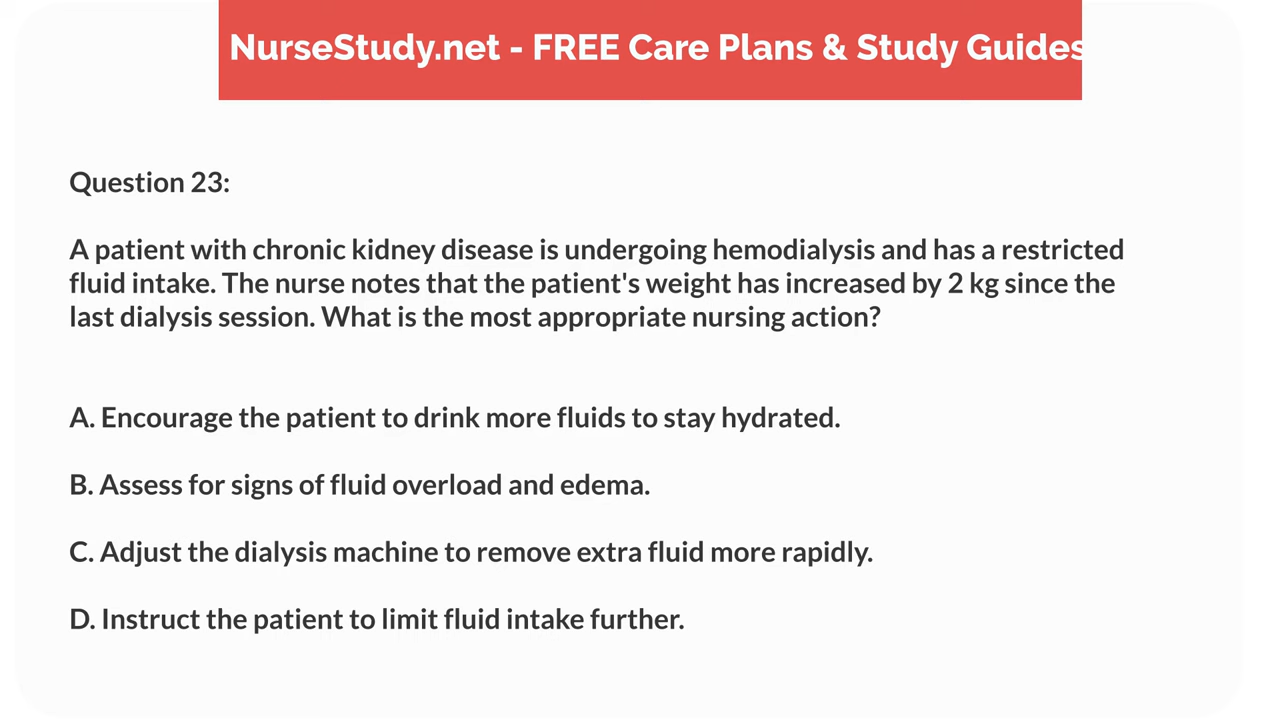 NurseStudy.net - FREE Care Plans & Study Guides
Question 23:
A patient with chronic kidney disease is undergoing hemodialysis and has a restricted
fluid intake. The nurse notes that the patient's weight has increased by 2 kg since the
last dialysis session. What is the most appropriate nursing action?
A. Encourage the patient to drink more fluids to stay hydrated.
B. Assess for signs of fluid overload and edema.
C. Adjust the dialysis machine to remove extra fluid more rapidly.
D. Instruct the patient to limit fluid intake further.